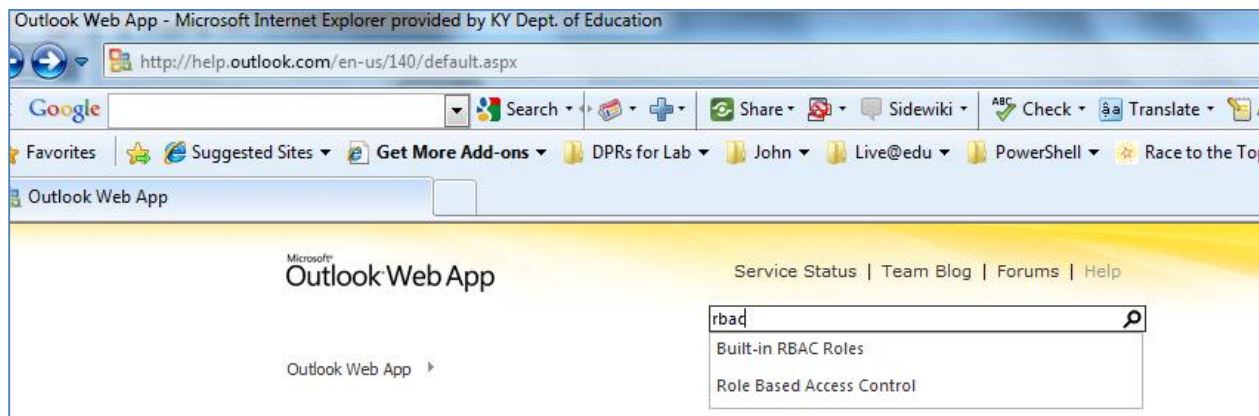 Outlook Web App - Microsoft Internet Explorer provided by KY Dept. of Education
http://help.outlook.com/en-us/140/default.aspx
Google Search Share Sidewiki ABC Check Translate
Favorites Suggested Sites Get More Add-ons DPRs for Lab John Live@edu PowerShell Race to the Top
Outlook Web App
Microsoft®
Outlook Web App
Service Status | Team Blog | Forums | Help
rbac
Built-in RBAC Roles
Outlook Web App
Role Based Access Control